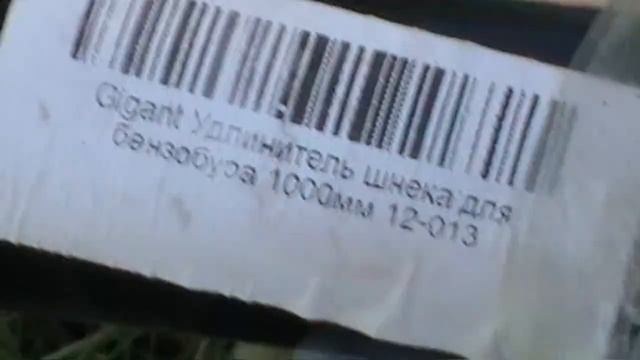 Gigant Удлинитель шнека для
бензобура 1000мм 12-013